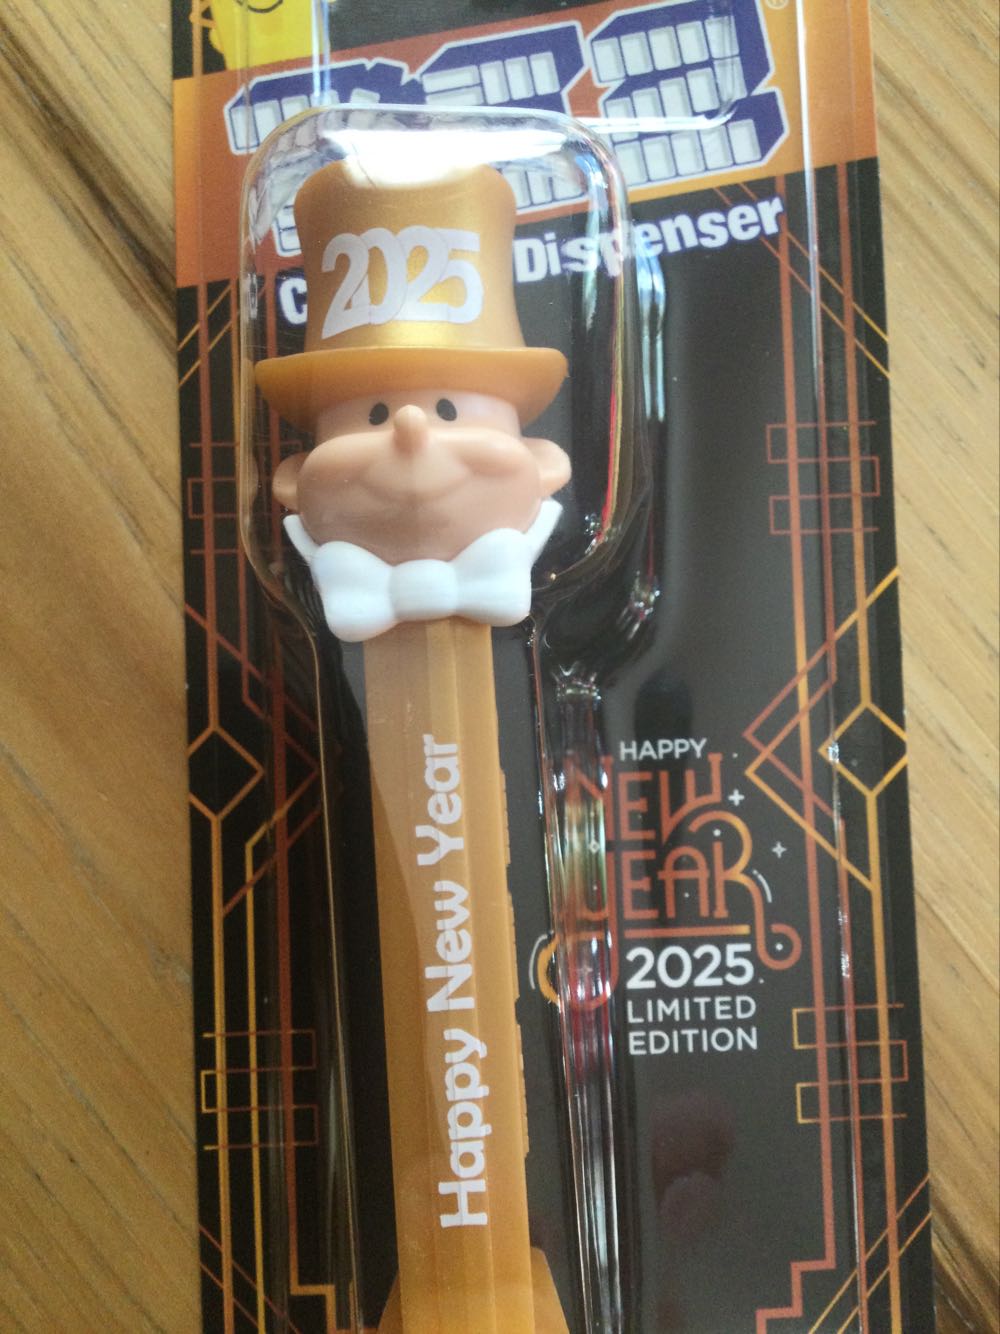 PEZ
C Dispenser
2025
Happy New Year
HAPPY
NEW
YEAR
2025
LIMITED
EDITION